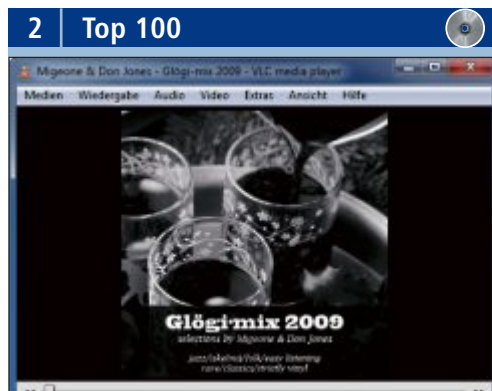 2 Top 100
Migeone & Don Jones - Glögi-mix 2009 - VLC media player
Medien Wiedergabe Audio Video Extras Ansicht Hilfe
Glögi-mix 2009
selections by Migeone & Don Jones
jazz/iskelmä/folk/easy listening
rare/classics/strictly vinyl